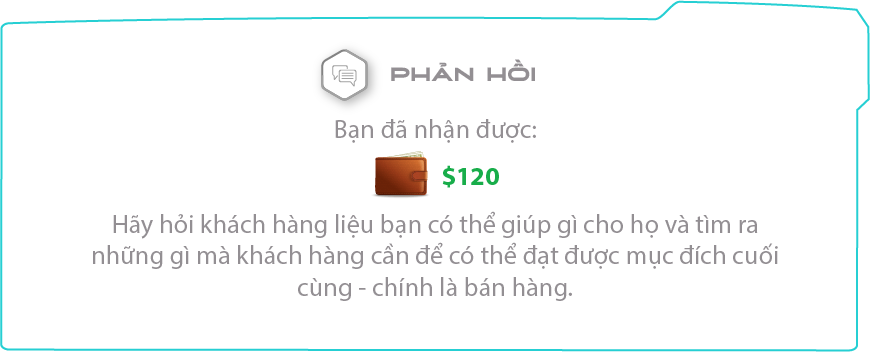 PHẢN HỒI
Bạn đã nhận được:
$120
Hãy hỏi khách hàng liệu bạn có thể giúp gì cho họ và tìm ra
những gì mà khách hàng cần để có thể đạt được mục đích cuối
cùng - chính là bán hàng.